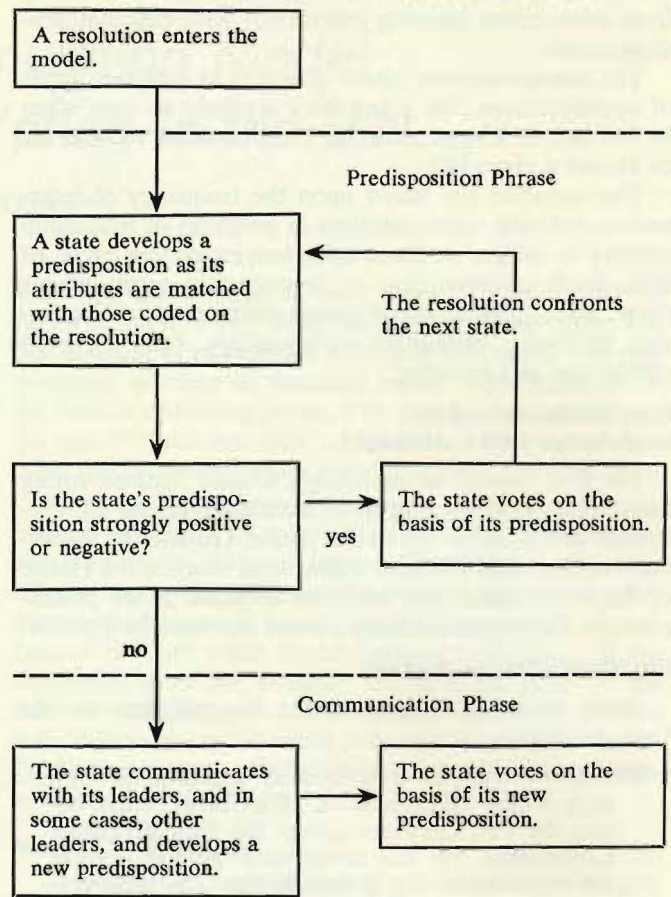 A resolution enters the
model.
Predisposition Phrase
A state develops a
predisposition as its
attributes are matched
with those coded on
the resolution.
The resolution confronts
the next state.
Is the state's predispo-
sition strongly positive
or negative?
yes
The state votes on the
basis of its predisposition.
no
Communication Phase
The state communicates
with its leaders, and in
some cases, other
leaders, and develops a
new predisposition.
The state votes on the
basis of its new
predisposition.